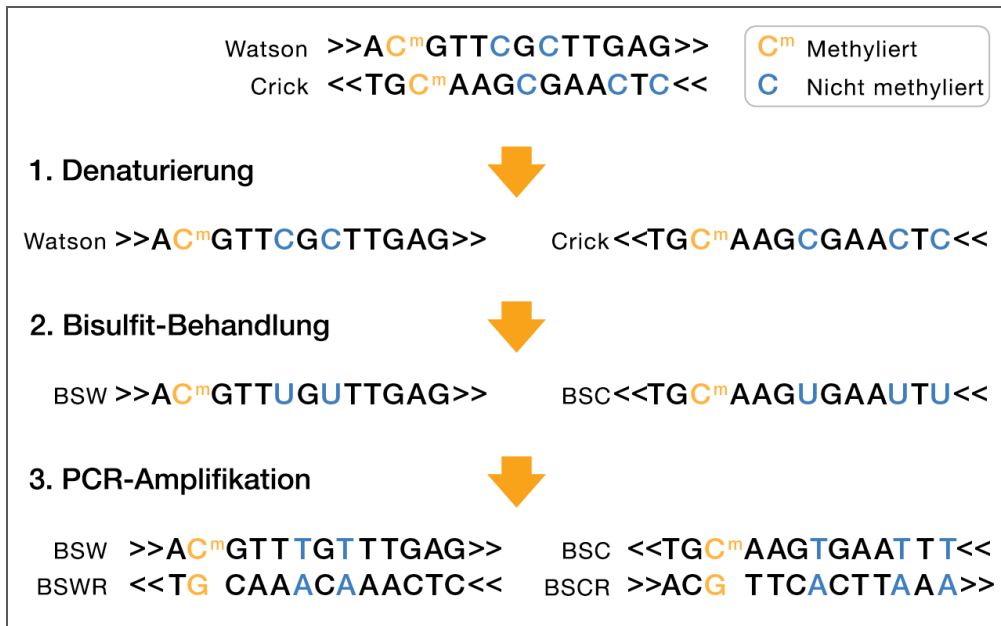 Watson >>ACᵐGTTCGCTTGAG>>
Crick <<TGCᵐAAGCGAACTC<<
Cᵐ Methyliert
C Nicht methyliert
1. Denaturierung
Watson >>ACᵐGTTCGCTTGAG>> Crick <<TGCᵐAAGCGAACTC<<
2. Bisulfit-Behandlung
BSW >>ACᵐGTTUGUTTGAG>> BSC <<TGCᵐAAGUGAAUTU<<
3. PCR-Amplifikation
BSW >>ACᵐGTTTGTTTGAG>> BSC <<TGCᵐAAGTGAATTT<<
BSWR <<TG CAAACAAACTC<< BSCR >>ACG TTCACTTAAA>>